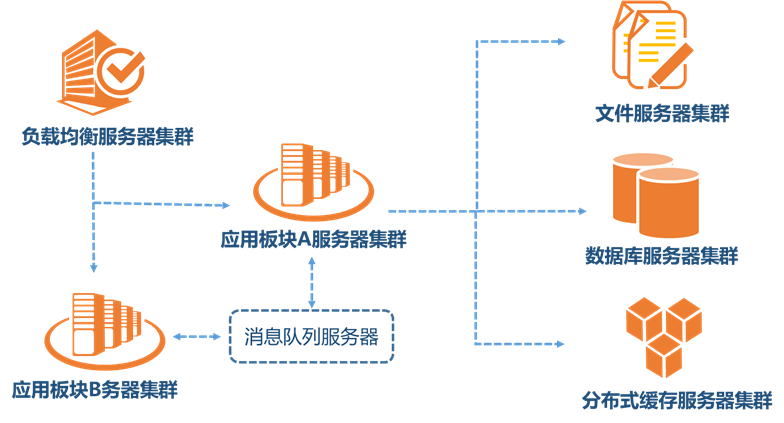 文件服务器集群
负载均衡服务器集群
应用板块A服务器集群
数据库服务器集群
消息队列服务器
应用板块B务器集群
分布式缓存服务器集群